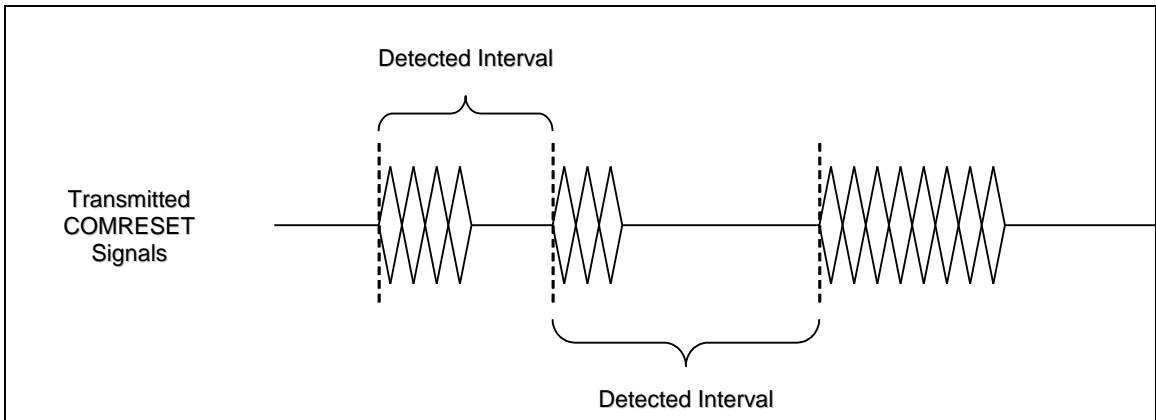 Detected Interval
Transmitted
COMRESET
Signals
Detected Interval